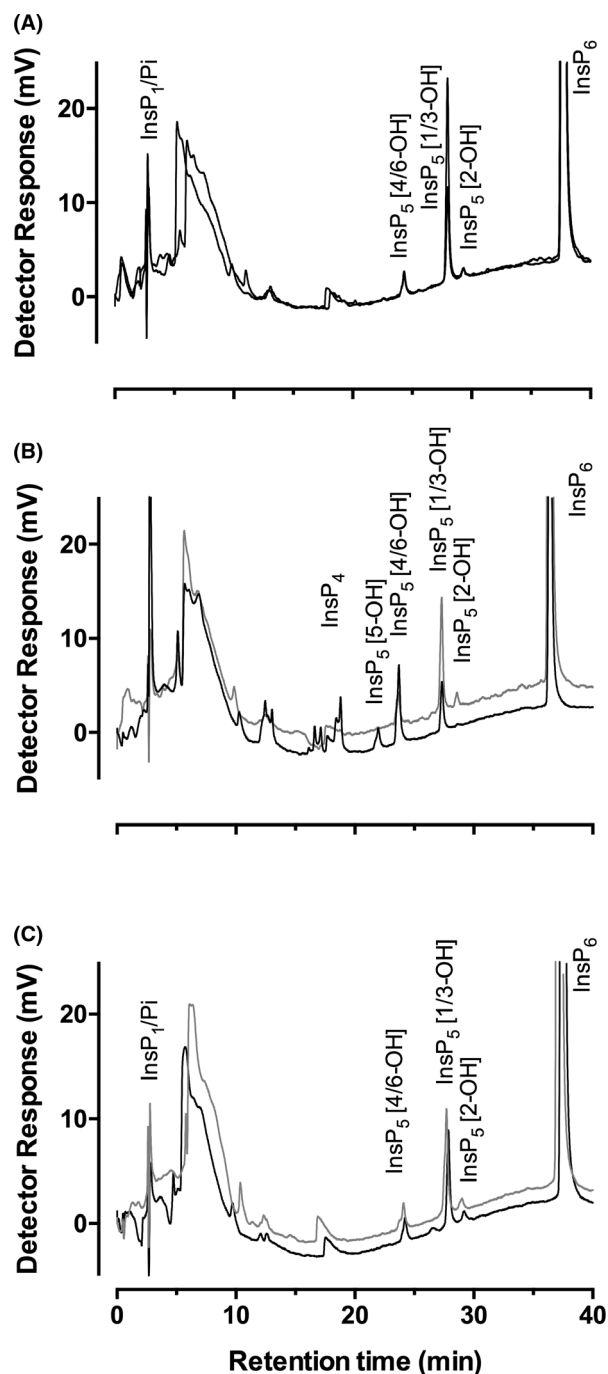 (A)
Detector Response (mV)
20
10
0
InsP1/Pi
InsP5 [4/6-OH]
InsP5 [1/3-OH]
InsP5 [2-OH]
InsP6
(B)
Detector Response (mV)
20
10
0
InsP4
InsP5 [5-OH]
InsP5 [4/6-OH]
InsP5 [1/3-OH]
InsP5 [2-OH]
InsP6
(C)
Detector Response (mV)
20
10
0
InsP1/Pi
InsP5 [4/6-OH]
InsP5 [1/3-OH]
InsP5 [2-OH]
InsP6
0 10 20 30 40
Retention time (min)